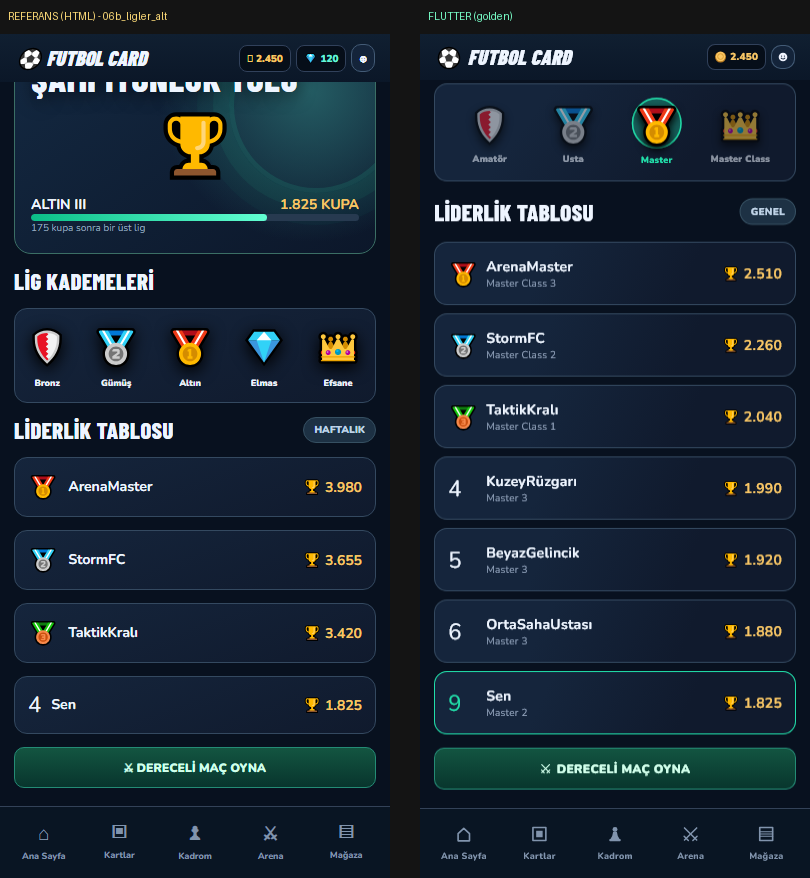 REFERANS (HTML) - 06b_ligler_alt
FUTBOL CARD
2.450
120
ŞAMPİYONLUK YOLU
ALTIN III
1.825 KUPA
175 kupa sonra bir üst lig
LİG KADEMELERİ
Bronz
Gümüş
Altın
Elmas
Efsane
LİDERLİK TABLOSU
HAFTALIK
ArenaMaster
3.980
StormFC
3.655
TaktikKralı
3.420
4 Sen
1.825
DERECELİ MAÇ OYNA
Ana Sayfa
Kartlar
Kadrom
Arena
Mağaza
FLUTTER (golden)
FUTBOL CARD
2.450
Amatör
Usta
Master
Master Class
LİDERLİK TABLOSU
GENEL
ArenaMaster
Master Class 3
2.510
StormFC
Master Class 2
2.260
TaktikKralı
Master Class 1
2.040
4
KuzeyRüzgarı
Master 3
1.990
5
BeyazGelincik
Master 3
1.920
6
OrtaSahaUstası
Master 3
1.880
9
Sen
Master 2
1.825
DERECELİ MAÇ OYNA
Ana Sayfa
Kartlar
Kadrom
Arena
Mağaza